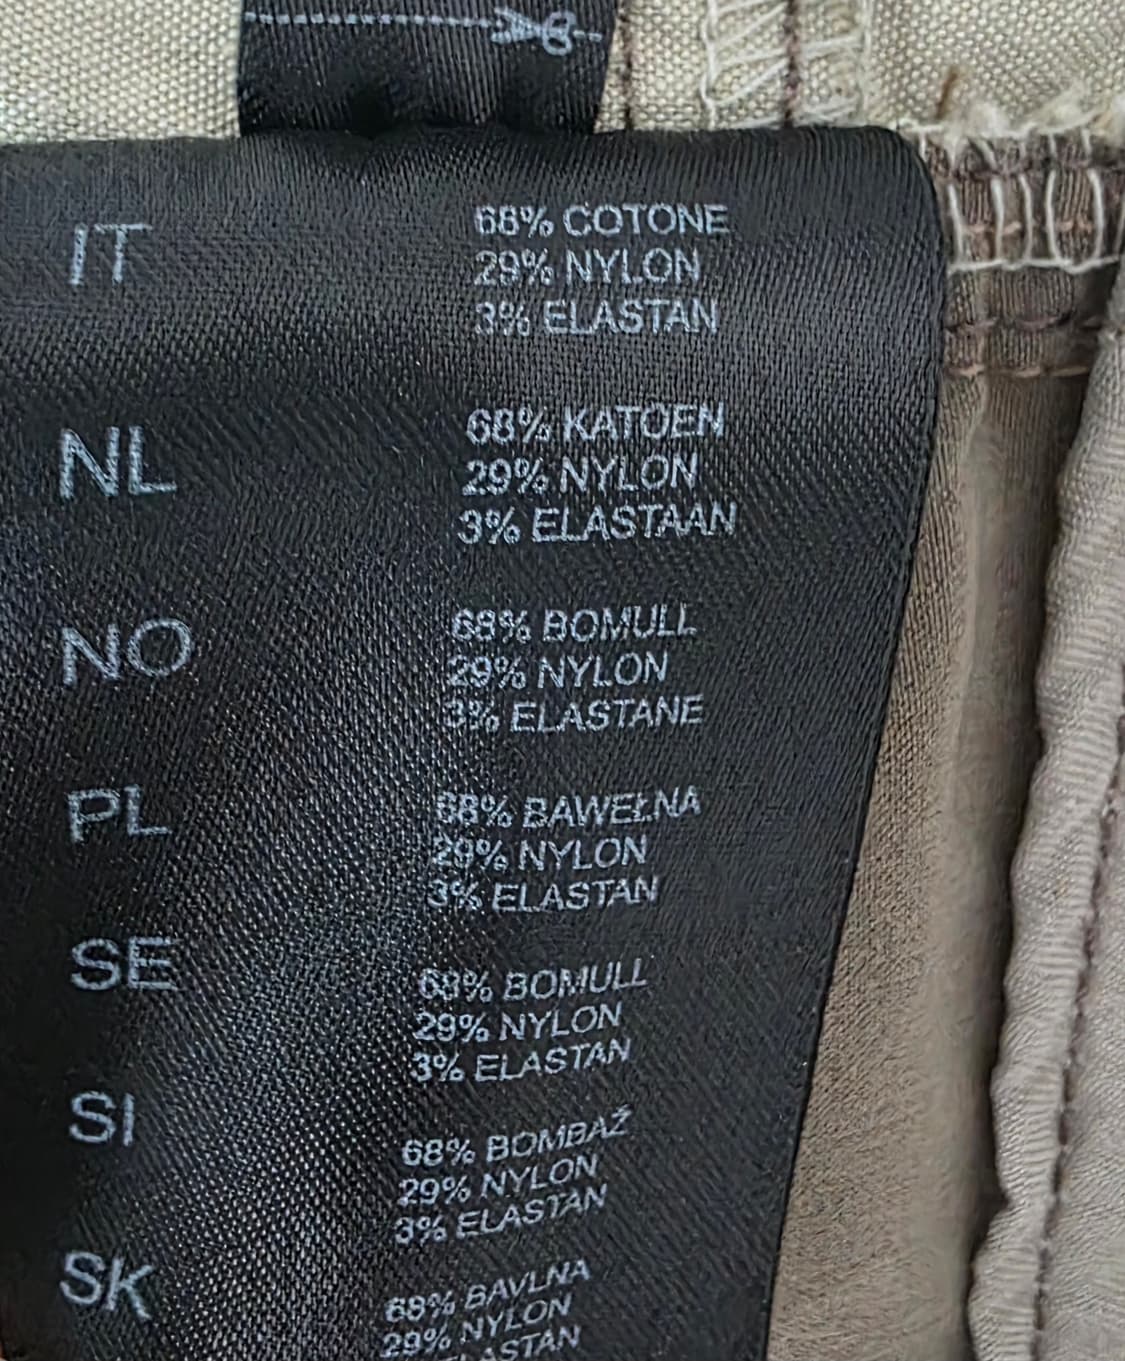 IT
68% COTONE
29% NYLON
3% ELASTAN
NL
68% KATOEN
29% NYLON
3% ELASTAAN
NO
68% BOMULL
29% NYLON
3% ELASTANE
PL
68% BAWEŁNA
29% NYLON
3% ELASTAN
SE
68% BOMULL
29% NYLON
3% ELASTAN
SI
68% BOMBAŽ
29% NYLON
3% ELASTAN
SK
68% BAVLNA
29% NYLON
ELASTAN